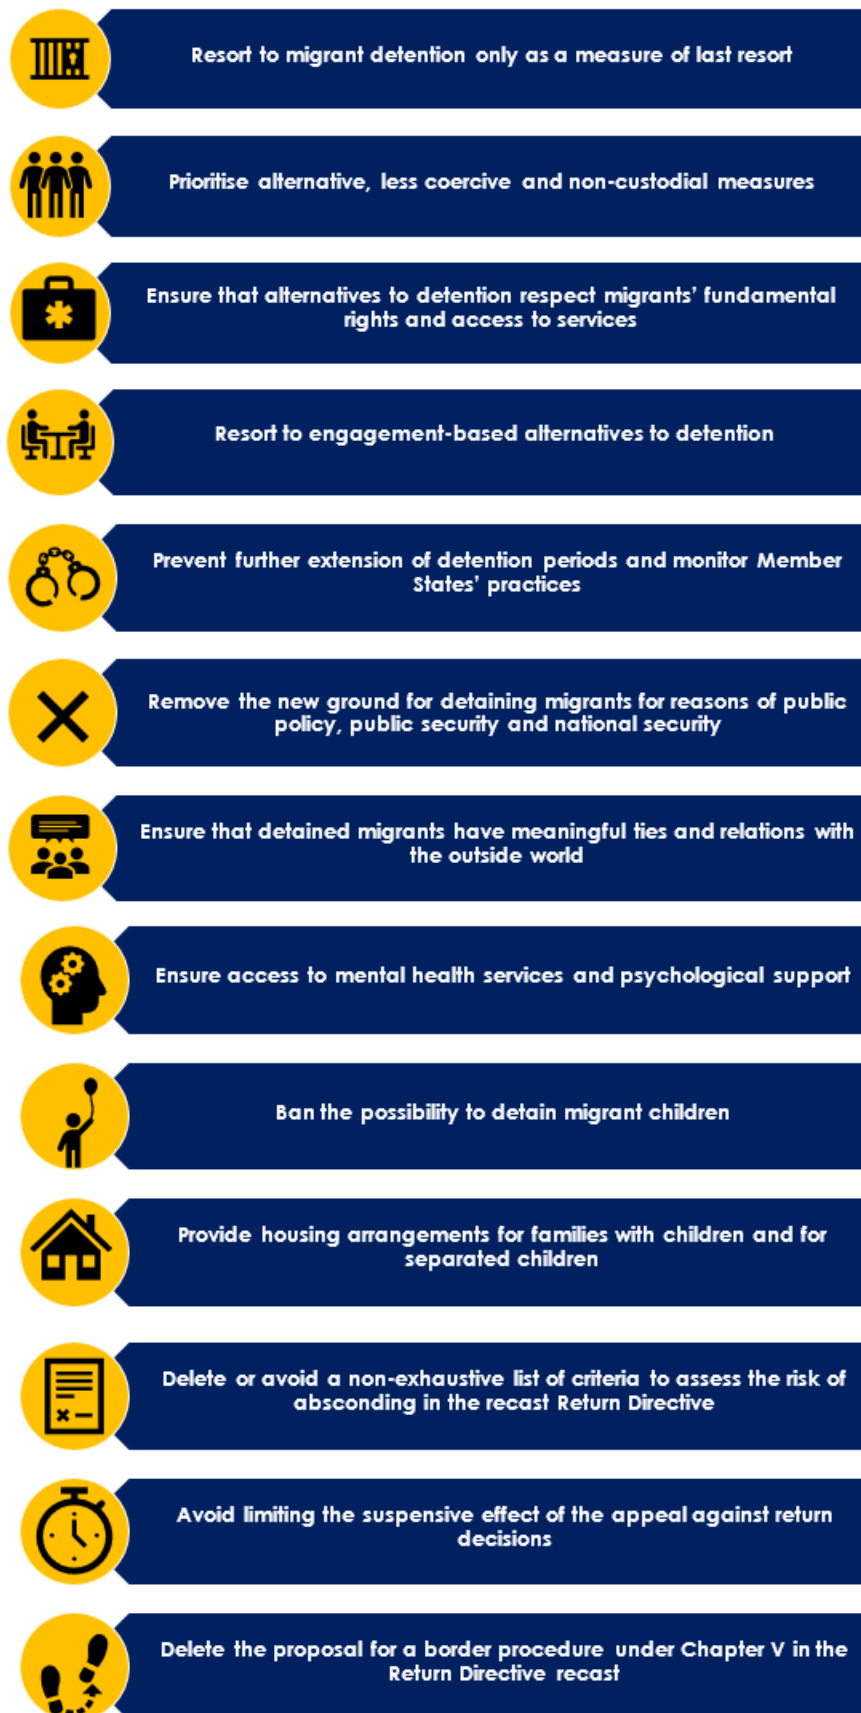 Resort to migrant detention only as a measure of last resort
Prioritise alternative, less coercive and non-custodial measures
Ensure that alternatives to detention respect migrants' fundamental
rights and access to services
Resort to engagement-based alternatives to detention
Prevent further extension of detention periods and monitor Member
States' practices
Remove the new ground for detaining migrants for reasons of public
policy, public security and national security
Ensure that detained migrants have meaningful ties and relations with
the outside world
Ensure access to mental health services and psychological support
Ban the possibility to detain migrant children
Provide housing arrangements for families with children and for
separated children
Delete or avoid a non-exhaustive list of criteria to assess the risk of
absconding in the recast Return Directive
Avoid limiting the suspensive effect of the appeal against return
decisions
Delete the proposal for a border procedure under Chapter V in the
Return Directive recast